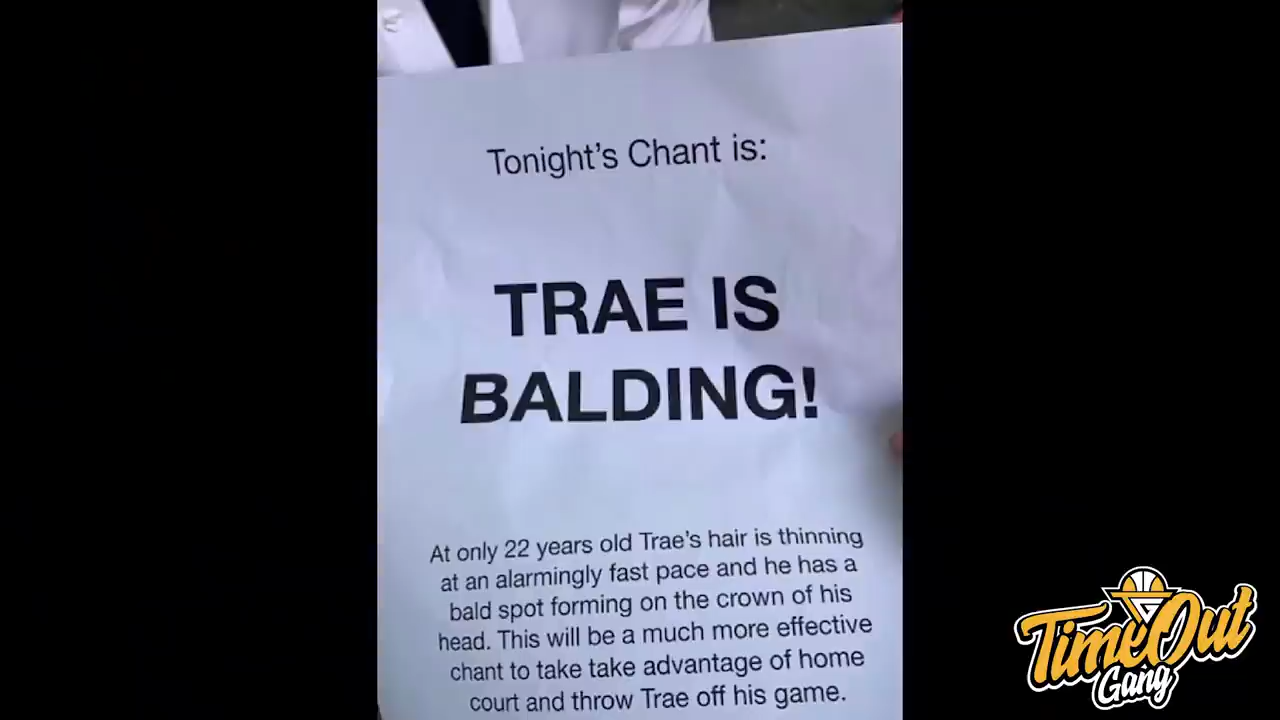 Tonight's Chant is:
TRAE IS
BALDING!
At only 22 years old Trae's hair is thinning
at an alarmingly fast pace and he has a
bald spot forming on the crown of his
head. This will be a much more effective
chant to take take advantage of home
court and throw Trae off his game.
TimeOut
Gang